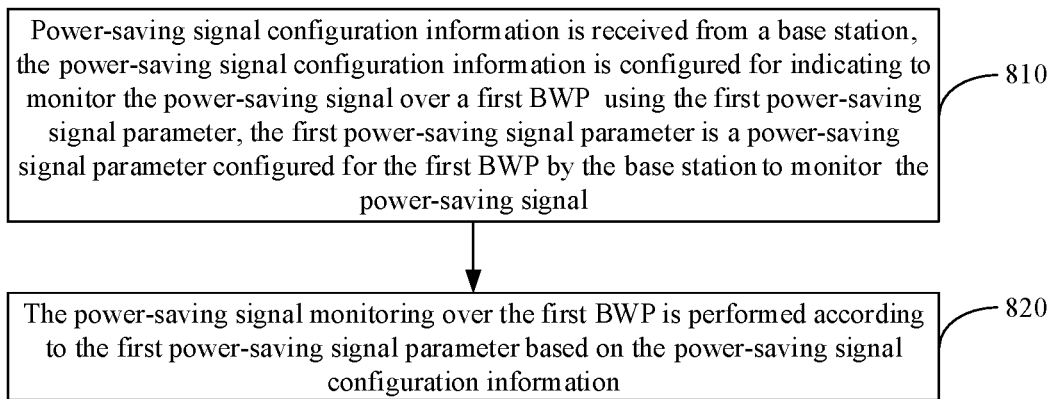 Power-saving signal configuration information is received from a base station,
the power-saving signal configuration information is configured for indicating to
monitor the power-saving signal over a first BWP using the first power-saving
signal parameter, the first power-saving signal parameter is a power-saving
signal parameter configured for the first BWP by the base station to monitor the
power-saving signal
810
The power-saving signal monitoring over the first BWP is performed according
to the first power-saving signal parameter based on the power-saving signal
configuration information
820